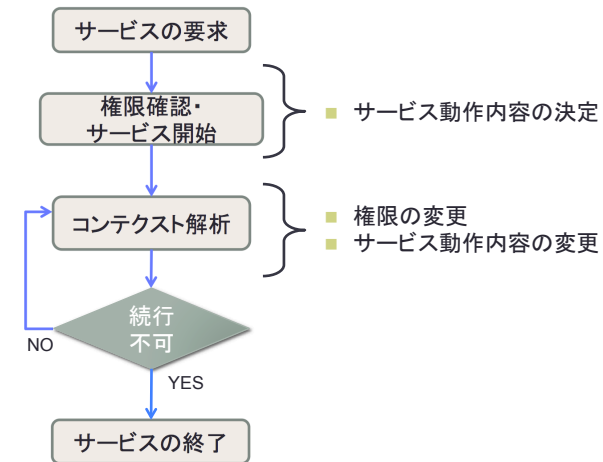 サービスの要求
権限確認・
サービス開始
サービス動作内容の決定
コンテクスト解析
権限の変更
サービス動作内容の変更
続行
不可
NO
YES
サービスの終了